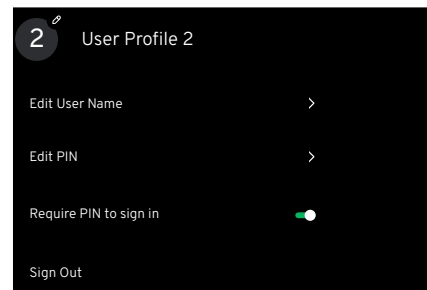 2
User Profile 2
Edit User Name
Edit PIN
Require PIN to sign in
Sign Out